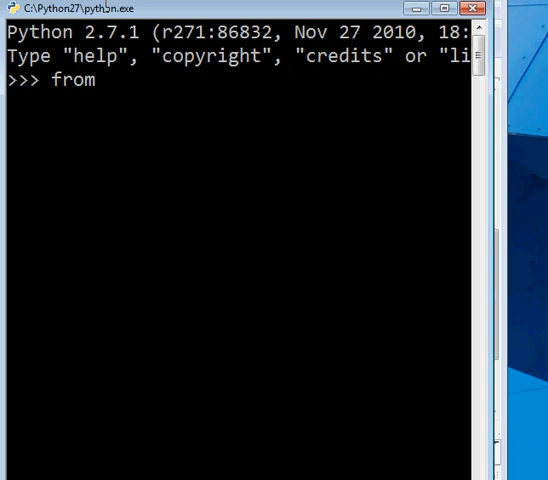 C:\Python27\python.exe
Python 2.7.1 (r271:86832, Nov 27 2010, 18:
Type "help", "copyright", "credits" or "li
>>> from